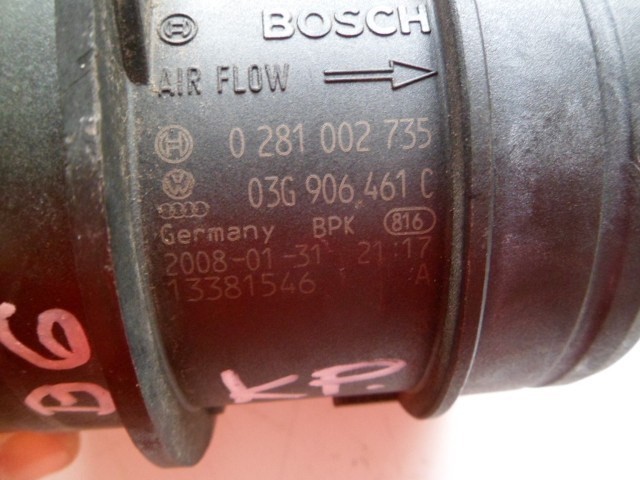 BOSCH
AIR FLOW
0 281 002 735
03G 906 461 C
Germany BPK 816
2008-01-31 21:17
13381546 A
B6 K.P.